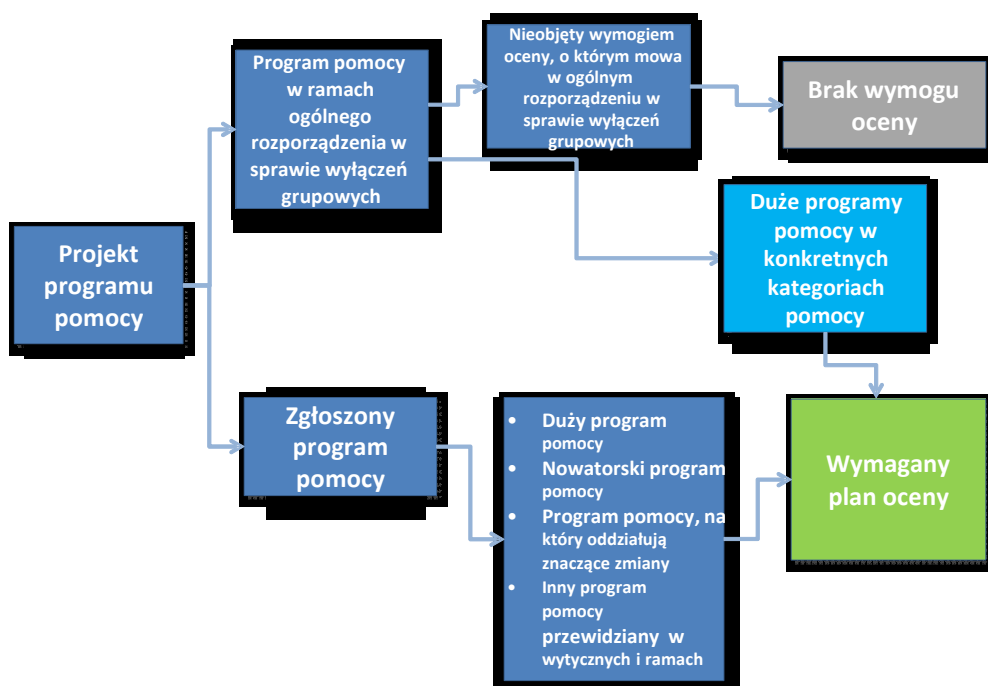 Projekt
programu
pomocy
Program pomocy
w ramach
ogólnego
rozporządzenia w
sprawie wyłączeń
grupowych
Nieobjęty wymogiem
oceny, o którym mowa
w ogólnym
rozporządzeniu w
sprawie wyłączeń
grupowych
Brak wymogu
oceny
Duże programy
pomocy w
konkretnych
kategoriach
pomocy
Zgłoszony
program
pomocy
• Duży program
pomocy
• Nowatorski program
pomocy
• Program pomocy, na
który oddziałują
znaczące zmiany
• Inny program
pomocy
przewidziany w
wytycznych i ramach
Wymagany
plan oceny